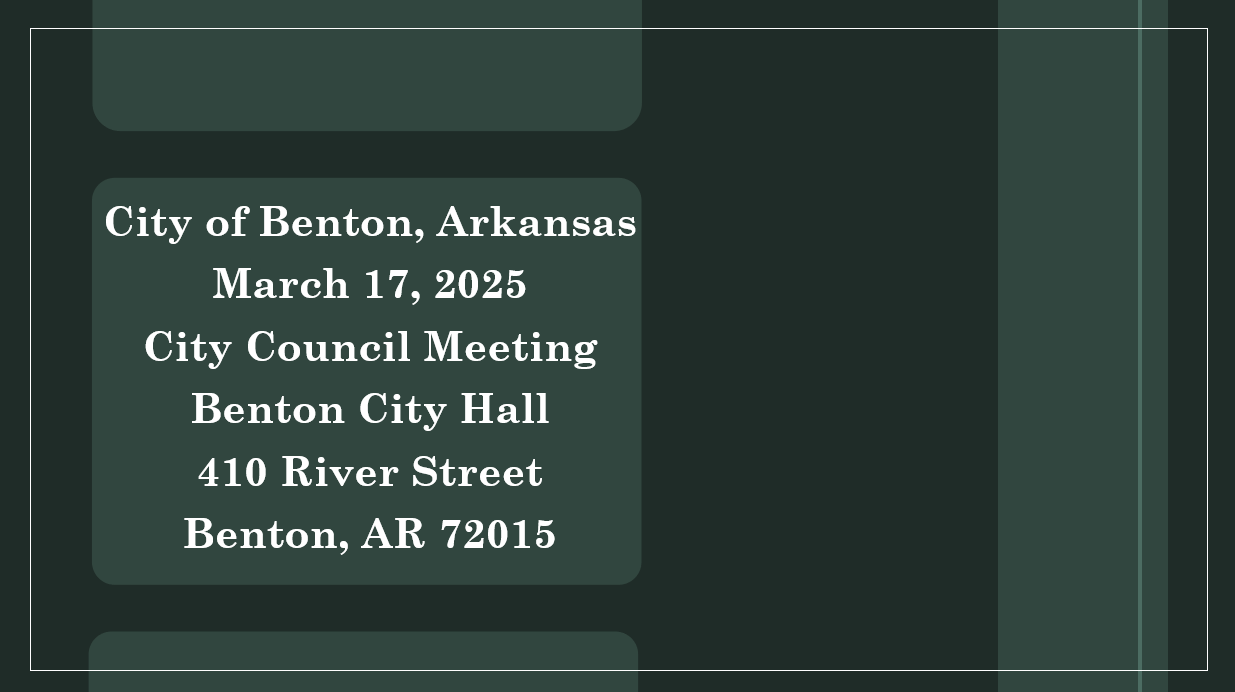 City of Benton, Arkansas
March 17, 2025
City Council Meeting
Benton City Hall
410 River Street
Benton, AR 72015